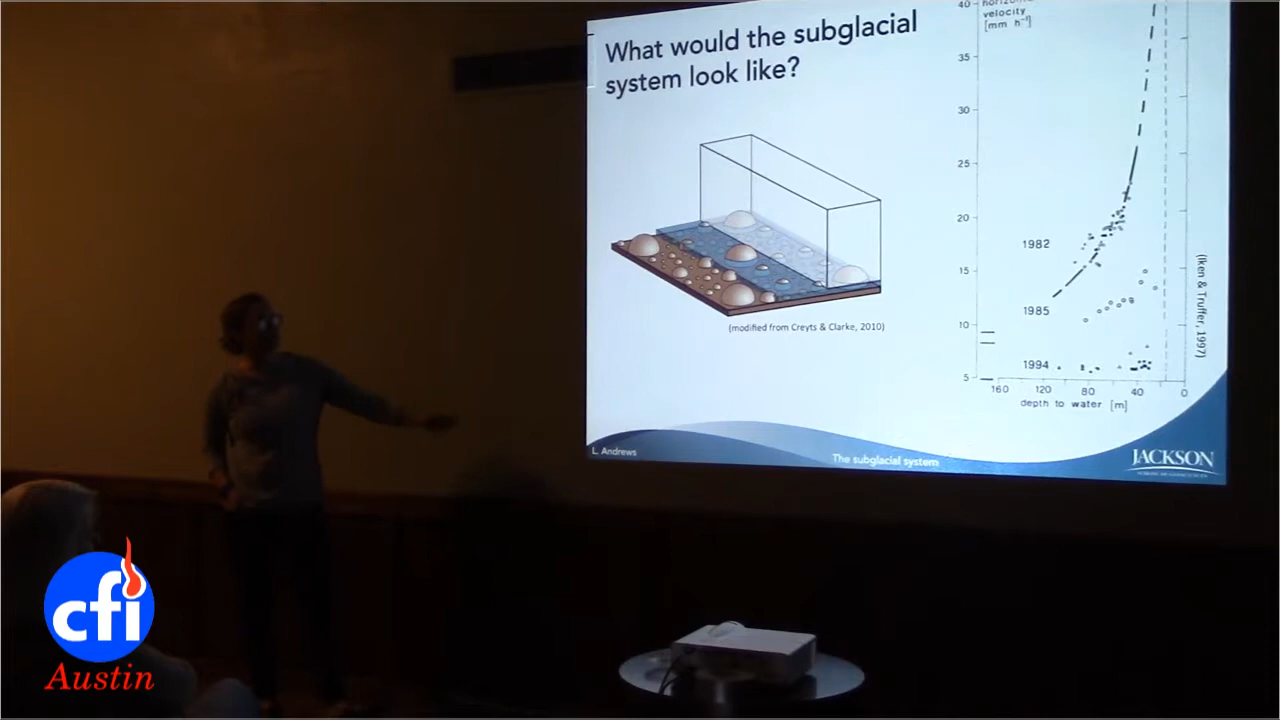 What would the subglacial
system look like?
(modified from Creyts & Clarke, 2010)
40
velocity
[mm h⁻¹]
35
30
25
20
15
10
5
1982
1985
1994
160 120 80 40 0
depth to water [m]
(Iken & Truffer, 1997)
L. Andrews
The subglacial system
JACKSON
cfi
Austin